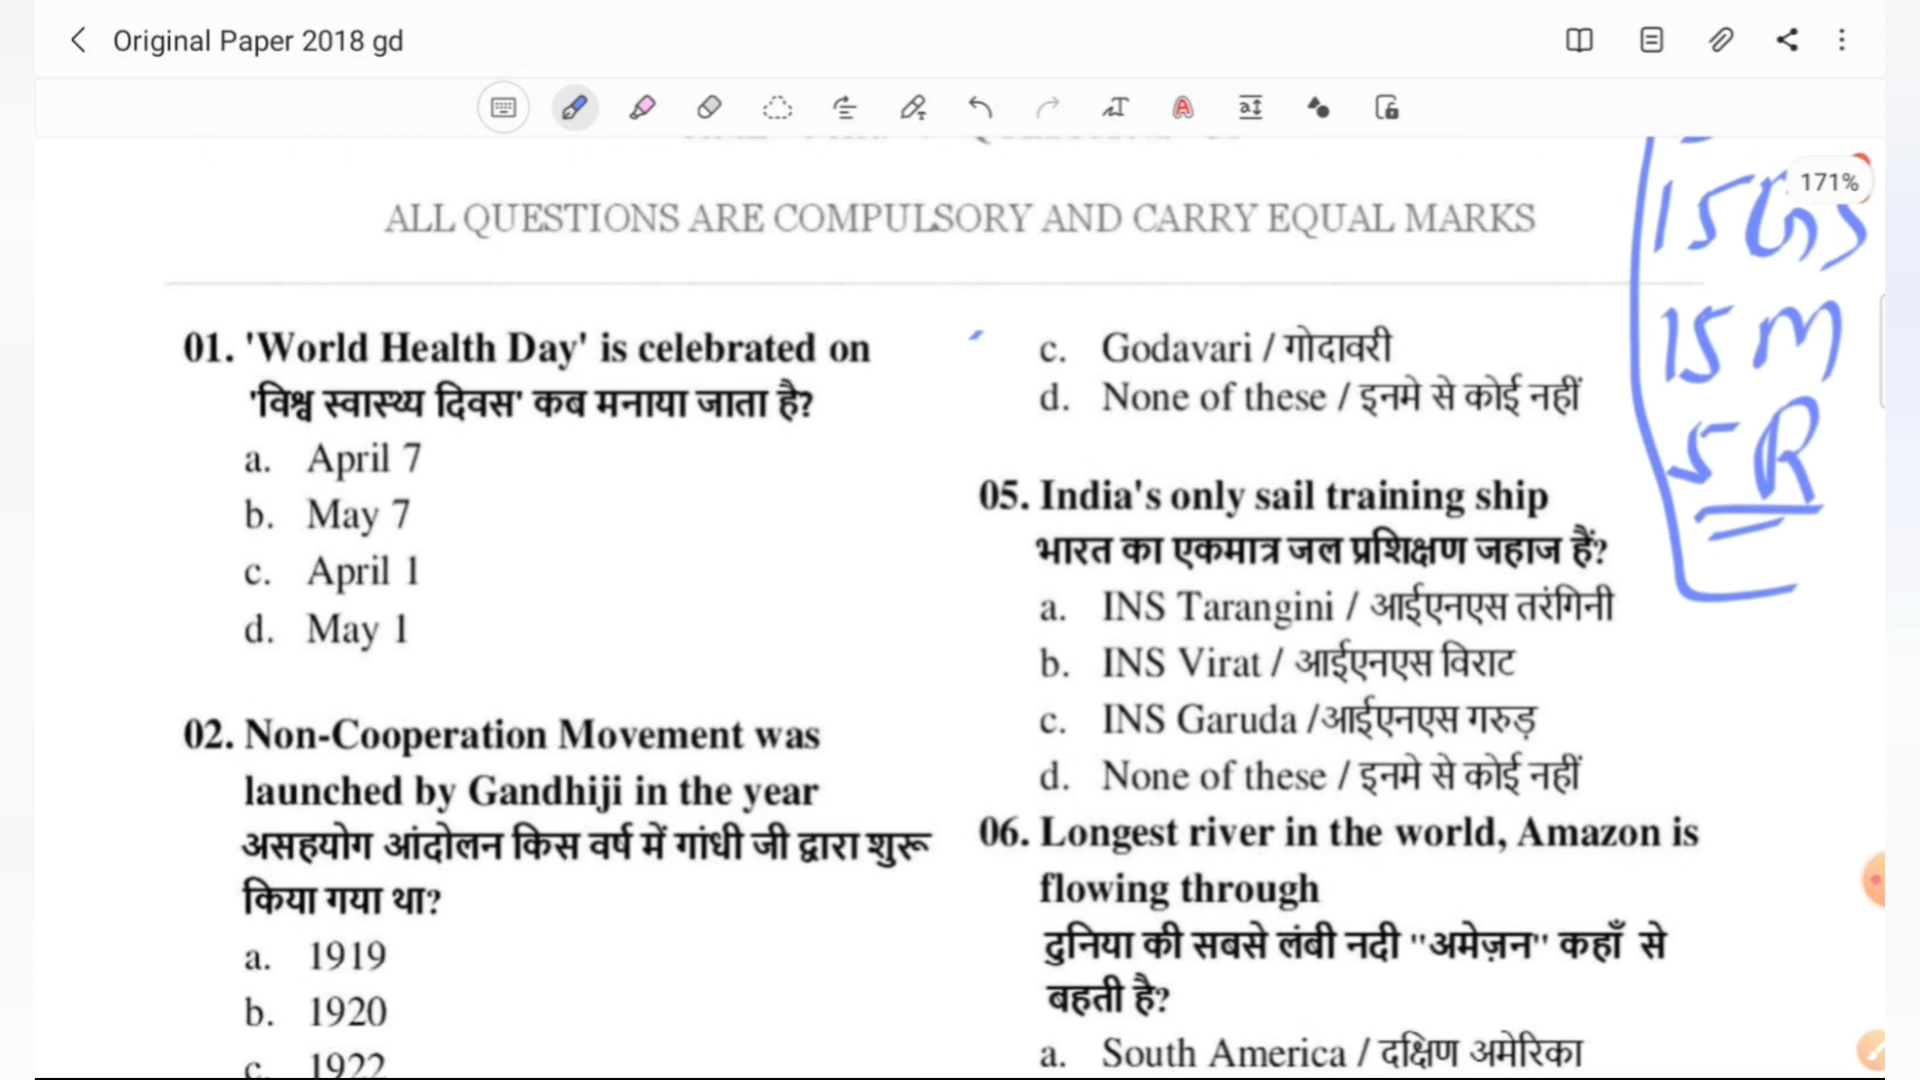 Original Paper 2018 gd
171%
ALL QUESTIONS ARE COMPULSORY AND CARRY EQUAL MARKS
01. 'World Health Day' is celebrated on
'विश्व स्वास्थ्य दिवस' कब मनाया जाता है?
a. April 7
b. May 7
c. April 1
d. May 1
02. Non-Cooperation Movement was
launched by Gandhiji in the year
असहयोग आंदोलन किस वर्ष में गांधी जी द्वारा शुरू
किया गया था?
a. 1919
b. 1920
c. 1922
c. Godavari / गोदावरी
d. None of these / इनमे से कोई नहीं
05. India's only sail training ship
भारत का एकमात्र जल प्रशिक्षण जहाज हैं?
a. INS Tarangini / आईएनएस तरंगिनी
b. INS Virat / आईएनएस विराट
c. INS Garuda /आईएनएस गरुड़
d. None of these / इनमे से कोई नहीं
06. Longest river in the world, Amazon is
flowing through
दुनिया की सबसे लंबी नदी "अमेज़न" कहाँ से
बहती है?
a. South America / दक्षिण अमेरिका
15 GS
15 M
5 R